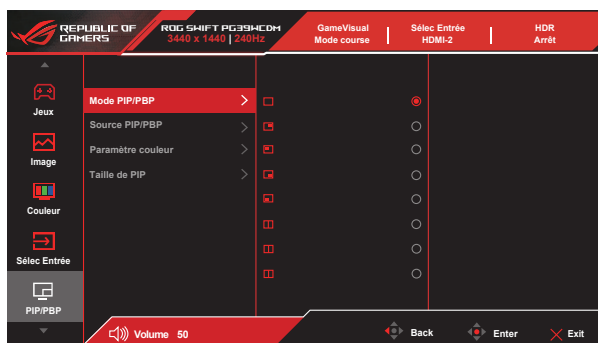 REPUBLIC OF
GAMERS
ROG SWIFT PG39WCDM
3440 x 1440 | 240Hz
GameVisual
Mode course
Sélec Entrée
HDMI-2
HDR
Arrêt
Jeux
Image
Couleur
Sélec Entrée
PIP/PBP
Mode PIP/PBP
Source PIP/PBP
Paramètre couleur
Taille de PIP
Volume 50
Back
Enter
Exit